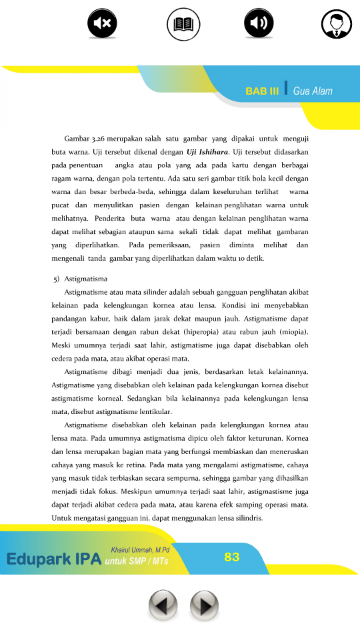 BAB III Gua Alam
Gambar 3.26 merupakan salah satu gambar yang dipakai untuk menguji
buta warna. Uji tersebut dikenal dengan Uji Ishihara. Uji tersebut didasarkan
pada penentuan angka atau pola yang ada pada kartu dengan berbagai
ragam warna, dengan pola tertentu. Ada satu seri gambar titik bola kecil dengan
warna dan besar berbeda-beda, sehingga dalam keseluruhan terlihat warna
pucat dan menyulitkan pasien dengan kelainan penglihatan warna untuk
melihatnya. Penderita buta warna atau dengan kelainan penglihatan warna
dapat melihat sebagian ataupun sama sekali tidak dapat melihat gambaran
yang diperlihatkan. Pada pemeriksaan, pasien diminta melihat dan
mengenali tanda gambar yang diperlihatkan dalam waktu 10 detik.
5) Astigmatisma
Astigmatisme atau mata silinder adalah sebuah gangguan penglihatan akibat
kelainan pada kelengkungan kornea atau lensa. Kondisi ini menyebabkan
pandangan kabur, baik dalam jarak dekat maupun jauh. Astigmatisme dapat
terjadi bersamaan dengan rabun dekat (hiperopia) atau rabun jauh (miopia).
Meski umumnya terjadi saat lahir, astigmatisme juga dapat disebabkan oleh
cedera pada mata, atau akibat operasi mata.
Astigmatisme dibagi menjadi dua jenis, berdasarkan letak kelainannya.
Astigmatisme yang disebabkan oleh kelainan pada kelengkungan kornea disebut
astigmatisme korneal. Sedangkan bila kelainannya pada kelengkungan lensa
mata, disebut astigmatisme lentikular.
Astigmatisme disebabkan oleh kelainan pada kelengkungan kornea atau
lensa mata. Pada umumnya astigmatisma dipicu oleh faktor keturunan. Kornea
dan lensa merupakan bagian mata yang berfungsi membiaskan dan meneruskan
cahaya yang masuk ke retina. Pada mata yang mengalami astigmatisme, cahaya
yang masuk tidak terbiaskan secara sempurna, sehingga gambar yang dihasilkan
menjadi tidak fokus. Meskipun umumnya terjadi saat lahir, astigmastisme juga
dapat terjadi akibat cedera pada mata, atau karena efek samping operasi mata.
Untuk mengatasi gangguan ini, dapat menggunakan lensa silindris.
Khairul Ummah, M.Pd
Edupark IPA untuk SMP / MTs
83